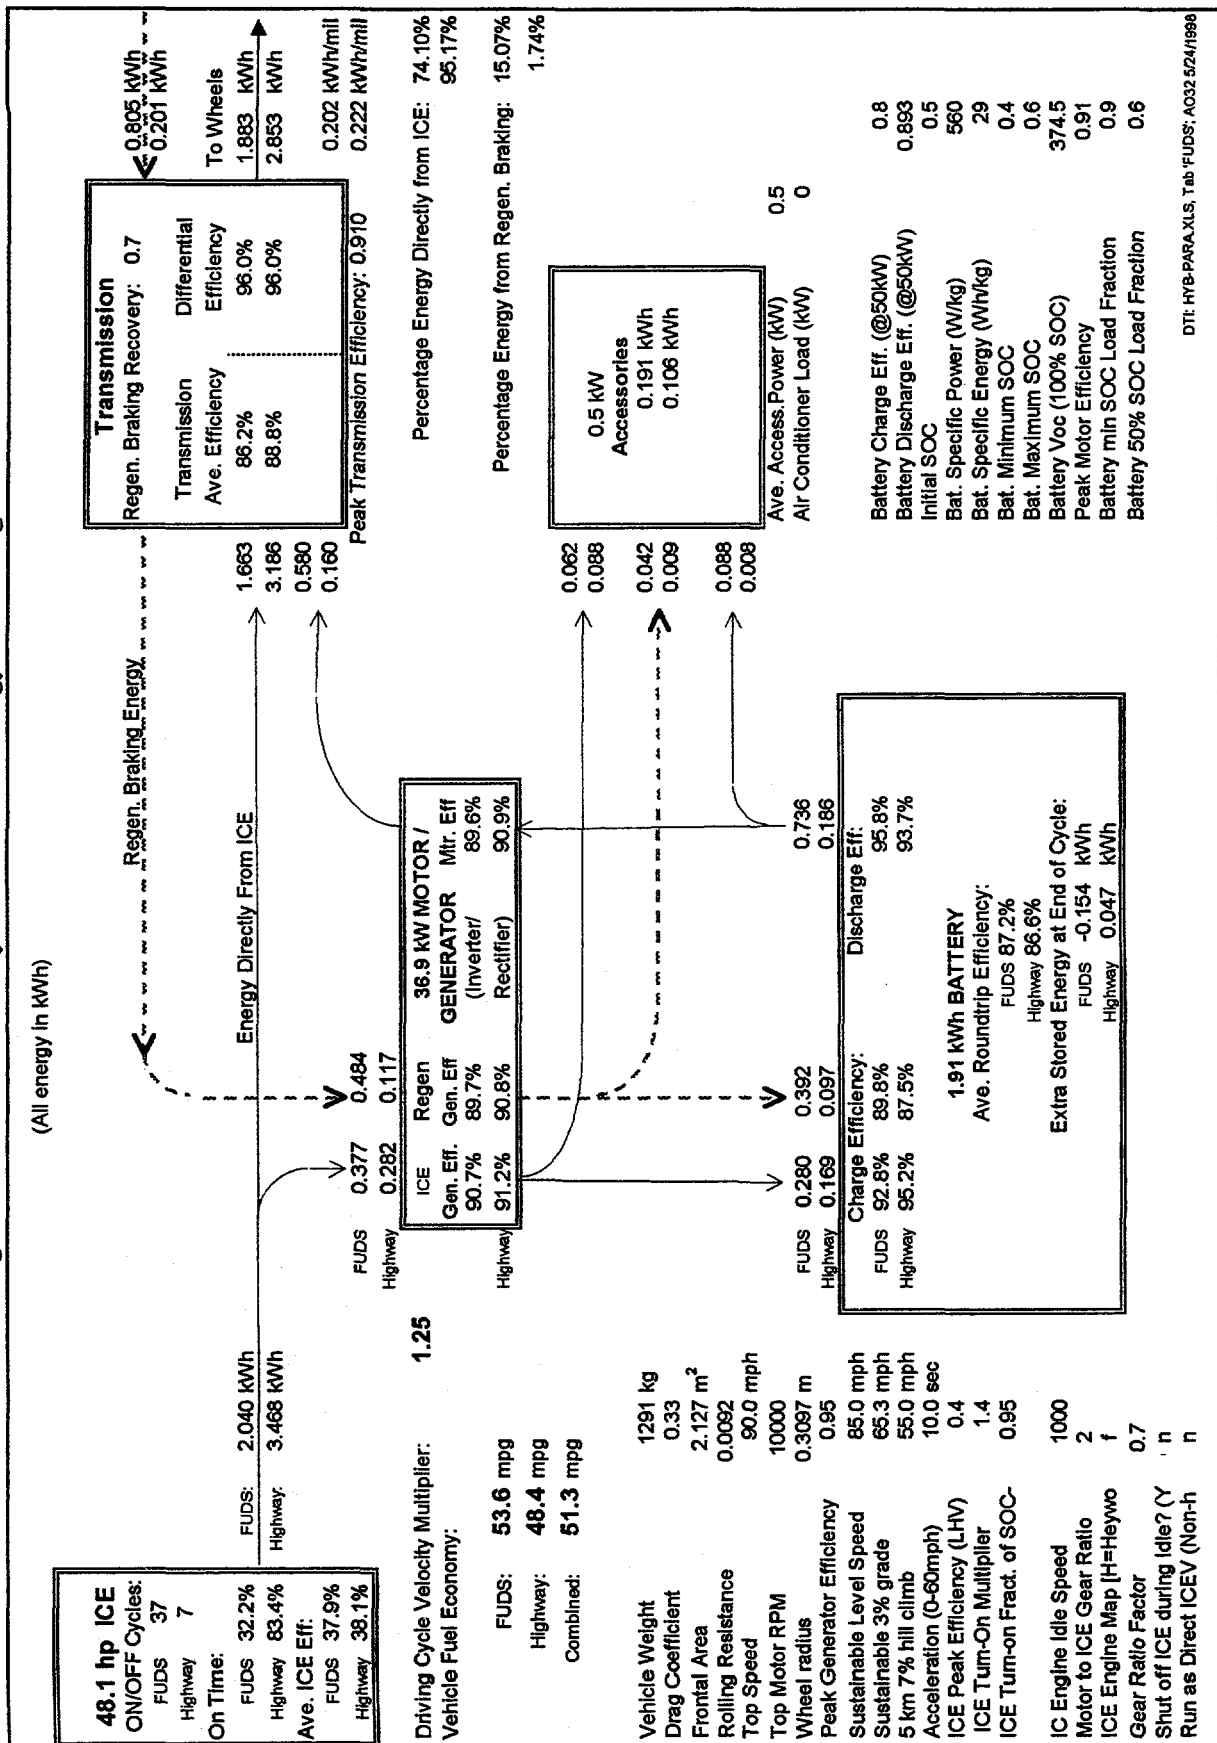 (All energy in kWh)
48.1 hp ICE
ON/OFF Cycles:
FUDS 37
Highway 7
On Time:
FUDS 32.2%
Highway 83.4%
Ave. ICE Eff:
FUDS 37.9%
Highway 38.1%
FUDS: 2.040 kWh
Highway: 3.468 kWh
Energy Directly From ICE
Regen. Braking Energy
1.663
3.186
0.580
0.160
Transmission
Regen. Braking Recovery: 0.7
Transmission Differential
Ave. Efficiency Efficiency
86.2% 96.0%
88.8% 96.0%
Peak Transmission Efficiency: 0.910
0.805 kWh
0.201 kWh
To Wheels
1.883 kWh
2.853 kWh
0.202 kWh/mil
0.222 kWh/mil
Percentage Energy Directly from ICE: 74.10%
95.17%
Percentage Energy from Regen. Braking: 15.07%
1.74%
FUDS 0.377 0.484
Highway 0.282 0.117
ICE Regen 36.9 kW MOTOR /
Gen. Eff. Gen. Eff GENERATOR Mtr. Eff
90.7% 89.7% (Inverter/ 89.6%
Highway 91.2% 90.8% Rectifier) 90.9%
0.062
0.088
0.042
0.009
0.088
0.008
0.5 kW
Accessories
0.191 kWh
0.106 kWh
Ave. Access. Power (kW) 0.5
Air Conditioner Load (kW) 0
FUDS 0.280 0.392 0.736
Highway 0.169 0.097 0.186
Charge Efficiency: Discharge Eff:
FUDS 92.8% 89.8% 95.8%
Highway 95.2% 87.5% 93.7%
1.91 kWh BATTERY
Ave. Roundtrip Efficiency:
FUDS 87.2%
Highway 86.6%
Extra Stored Energy at End of Cycle:
FUDS -0.154 kWh
Highway 0.047 kWh
Driving Cycle Velocity Multiplier: 1.25
Vehicle Fuel Economy:
FUDS: 53.6 mpg
Highway: 48.4 mpg
Combined: 51.3 mpg
Vehicle Weight 1291 kg
Drag Coefficient 0.33
Frontal Area 2.127 m²
Rolling Resistance 0.0092
Top Speed 90.0 mph
Top Motor RPM 10000
Wheel radius 0.3097 m
Peak Generator Efficiency 0.95
Sustainable Level Speed 85.0 mph
Sustainable 3% grade 65.3 mph
5 km 7% hill climb 55.0 mph
Acceleration (0-60mph) 10.0 sec
ICE Peak Efficiency (LHV) 0.4
ICE Turn-On Multiplier 1.4
ICE Turn-on Fract. of SOC- 0.95
IC Engine Idle Speed 1000
Motor to ICE Gear Ratio 2
ICE Engine Map [H=Heywo f
Gear Ratio Factor 0.7
Shut off ICE during Idle? (Y n
Run as Direct ICEV (Non-h n
Battery Charge Eff. (@50kW) 0.8
Battery Discharge Eff. (@50kW) 0.893
Initial SOC 0.5
Bat. Specific Power (W/kg) 560
Bat. Specific Energy (Wh/kg) 29
Bat. Minimum SOC 0.4
Bat. Maximum SOC 0.6
Battery Voc (100% SOC) 374.5
Peak Motor Efficiency 0.91
Battery min SOC Load Fraction 0.9
Battery 50% SOC Load Fraction 0.6
DTI: HYB-PARA.XLS, Tab 'FUDS'; AO32 5/24/1998